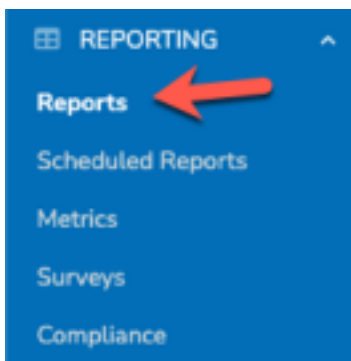 REPORTING
Reports
Scheduled Reports
Metrics
Surveys
Compliance